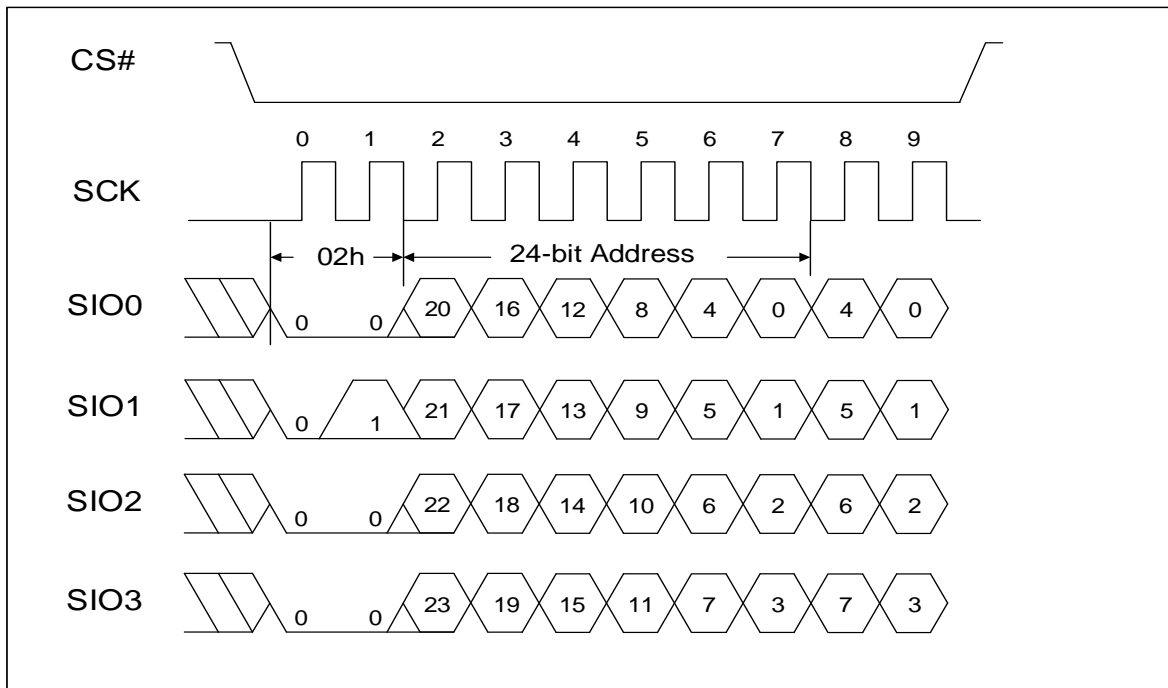 CS#
0 1 2 3 4 5 6 7 8 9
SCK
02h 24-bit Address
SIO0 0 0 20 16 12 8 4 0 4 0
SIO1 0 1 21 17 13 9 5 1 5 1
SIO2 0 0 22 18 14 10 6 2 6 2
SIO3 0 0 23 19 15 11 7 3 7 3